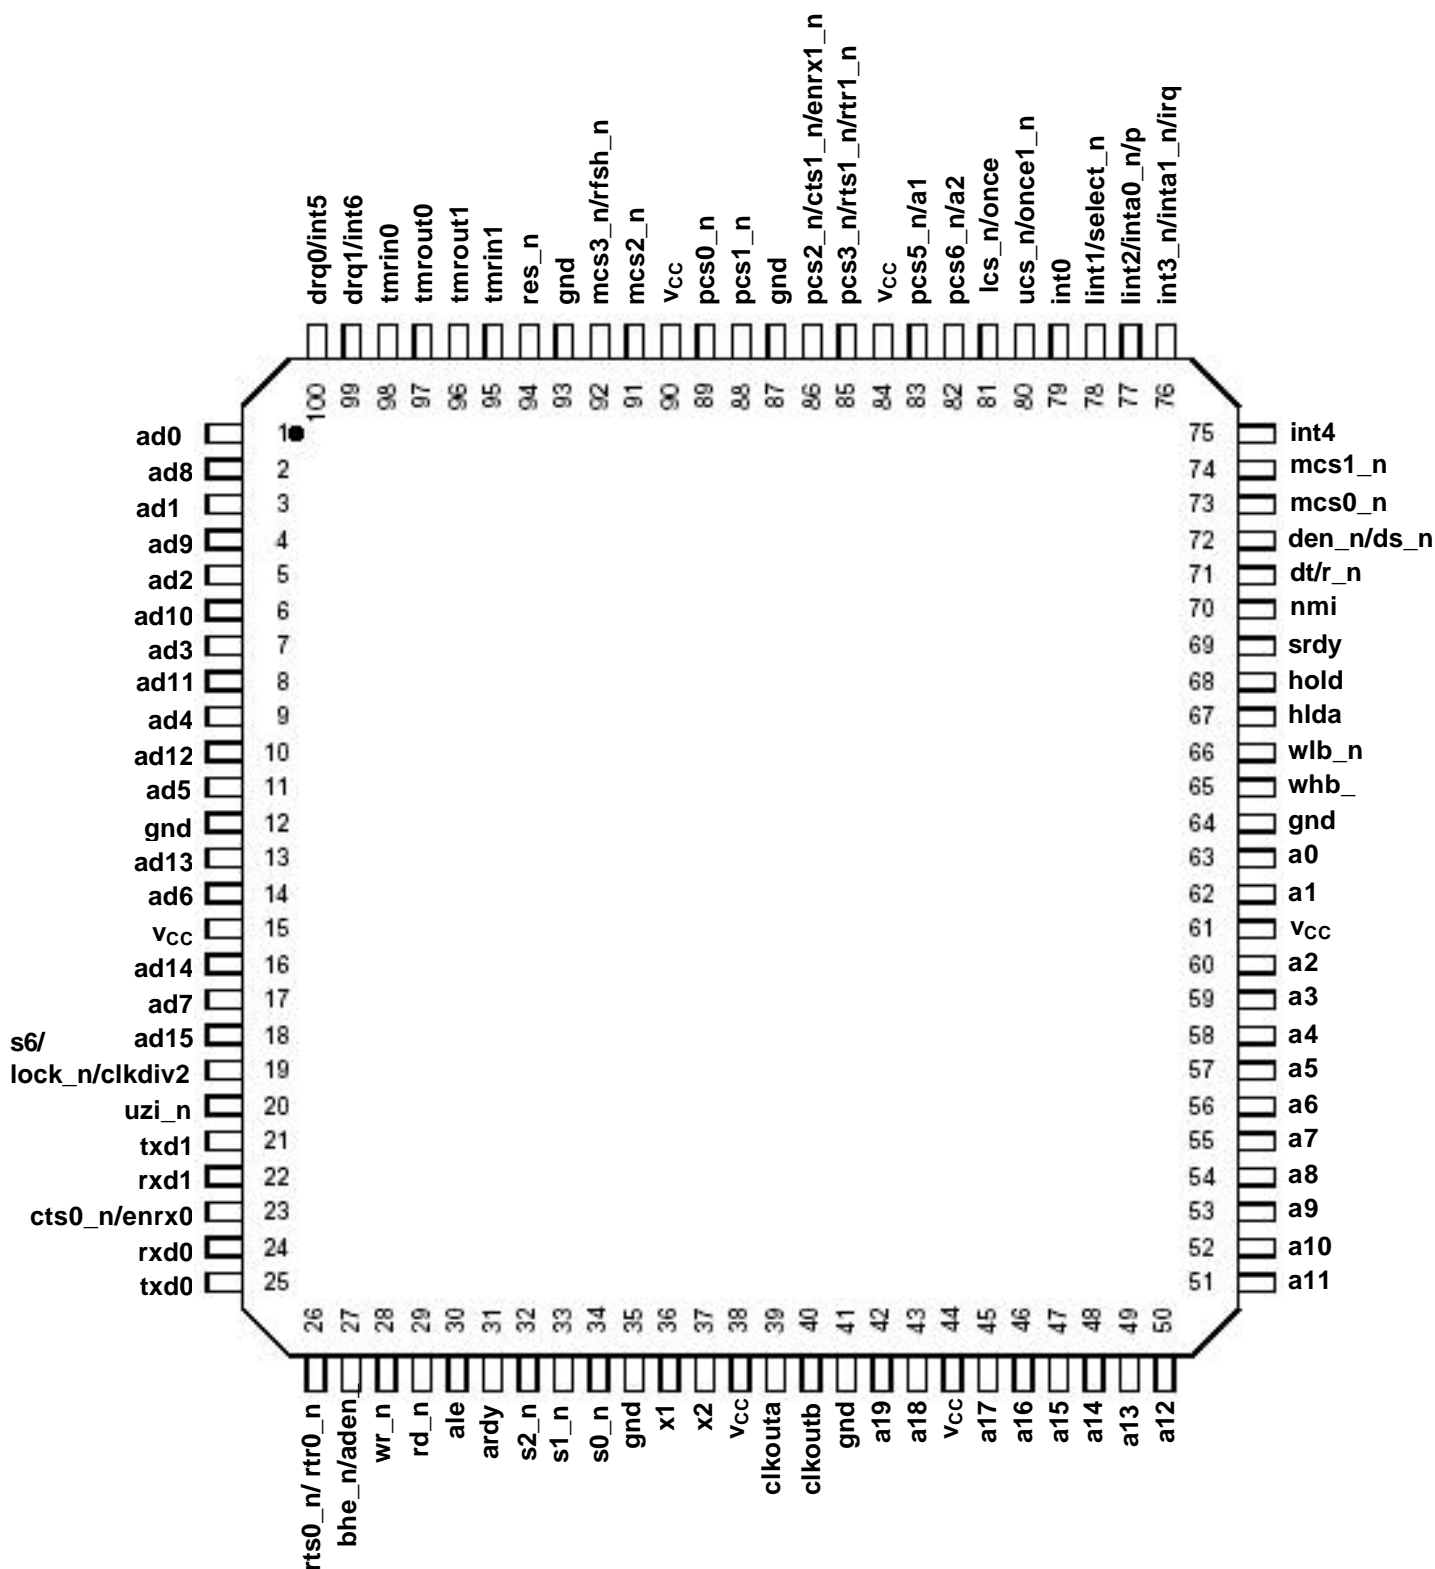 drq0/int5
drq1/int6
tmrin0
tmrout0
tmrout1
tmrin1
res_n
gnd
mcs3_n/rfsh_n
mcs2_n
vCC
pcs0_n
pcs1_n
gnd
pcs2_n/cts1_n/enrx1_n
pcs3_n/rts1_n/rtr1_n
vCC
pcs5_n/a1
pcs6_n/a2
lcs_n/once
ucs_n/once1_n
int0
lint1/select_n
lint2/inta0_n/p
int3_n/inta1_n/irq
100
99
98
97
96
95
94
93
92
91
90
89
88
87
86
85
84
83
82
81
80
79
78
77
76
ad0 1
ad8 2
ad1 3
ad9 4
ad2 5
ad10 6
ad3 7
ad11 8
ad4 9
ad12 10
ad5 11
gnd 12
ad13 13
ad6 14
vCC 15
ad14 16
ad7 17
ad15 18
s6/
lock_n/clkdiv2 19
uzi_n 20
txd1 21
rxd1 22
cts0_n/enrx0 23
rxd0 24
txd0 25
75 int4
74 mcs1_n
73 mcs0_n
72 den_n/ds_n
71 dt/r_n
70 nmi
69 srdy
68 hold
67 hlda
66 wlb_n
65 whb_
64 gnd
63 a0
62 a1
61 vCC
60 a2
59 a3
58 a4
57 a5
56 a6
55 a7
54 a8
53 a9
52 a10
51 a11
26
27
28
29
30
31
32
33
34
35
36
37
38
39
40
41
42
43
44
45
46
47
48
49
50
rts0_n/ rtr0_n
bhe_n/aden_
wr_n
rd_n
ale
ardy
s2_n
s1_n
s0_n
gnd
x1
x2
vCC
clkouta
clkoutb
gnd
a19
a18
vCC
a17
a16
a15
a14
a13
a12